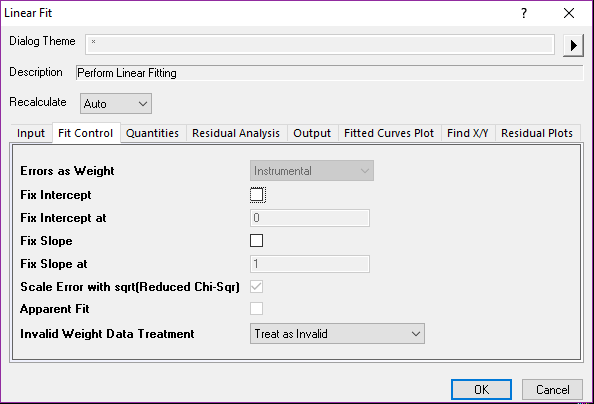 Linear Fit ?
Dialog Theme *
Description Perform Linear Fitting
Recalculate Auto
Input Fit Control Quantities Residual Analysis Output Fitted Curves Plot Find X/Y Residual Plots
Errors as Weight Instrumental
Fix Intercept
Fix Intercept at 0
Fix Slope
Fix Slope at 1
Scale Error with sqrt(Reduced Chi-Sqr)
Apparent Fit
Invalid Weight Data Treatment Treat as Invalid
OK Cancel